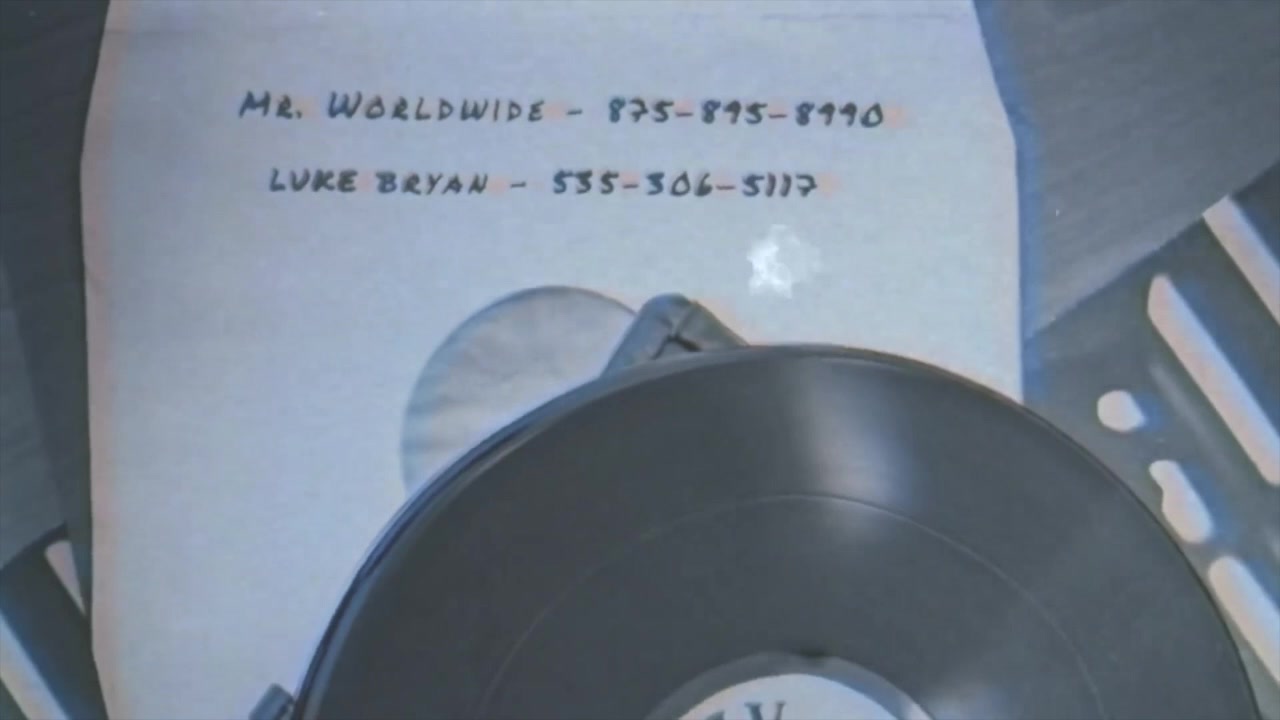 MR. WORLDWIDE - 875-895-8990
LUKE BRYAN - 535-306-5117